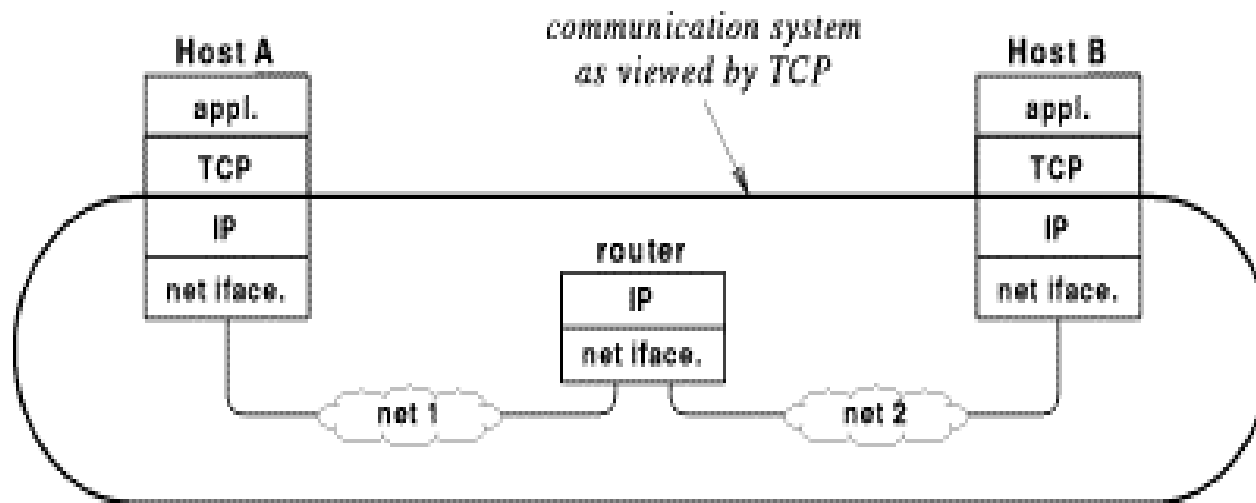 communication system
as viewed by TCP
Host A
appl.
TCP
IP
net iface.
Host B
appl.
TCP
IP
net iface.
router
IP
net iface.
net 1
net 2